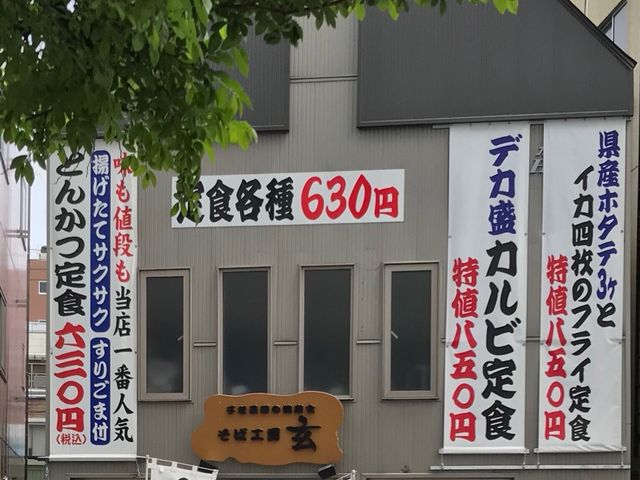 味も値段も当店一番人気
揚げたてサクサク すりごま付
とんかつ定食 六三〇円
(税込)
定食各種 630円
そば工房 玄
デカ盛カルビ定食
特値八五〇円
県産ホタテ3ヶと
イカ四枚のフライ定食
特値八五〇円